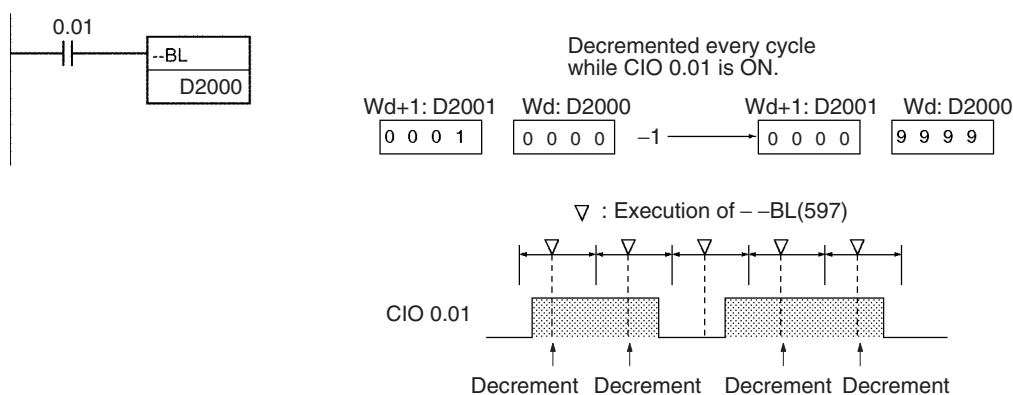 0.01
--BL
D2000
Decremented every cycle
while CIO 0.01 is ON.
Wd+1: D2001 Wd: D2000 Wd+1: D2001 Wd: D2000
0 0 0 1 0 0 0 0 −1 0 0 0 0 9 9 9 9
: Execution of – –BL(597)
CIO 0.01
Decrement Decrement Decrement Decrement